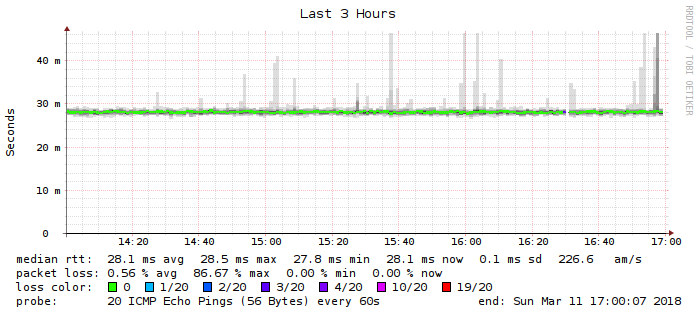 Last 3 Hours
RRDTOOL / TOBI OETIKER
Seconds
40 m
30 m
20 m
10 m
0
14:20 14:40 15:00 15:20 15:40 16:00 16:20 16:40 17:00
median rtt: 28.1 ms avg 28.5 ms max 27.8 ms min 28.1 ms now 0.1 ms sd 226.6 am/s
packet loss: 0.56 % avg 86.67 % max 0.00 % min 0.00 % now
loss color: 0 1/20 2/20 3/20 4/20 10/20 19/20
probe: 20 ICMP Echo Pings (56 Bytes) every 60s end: Sun Mar 11 17:00:07 2018